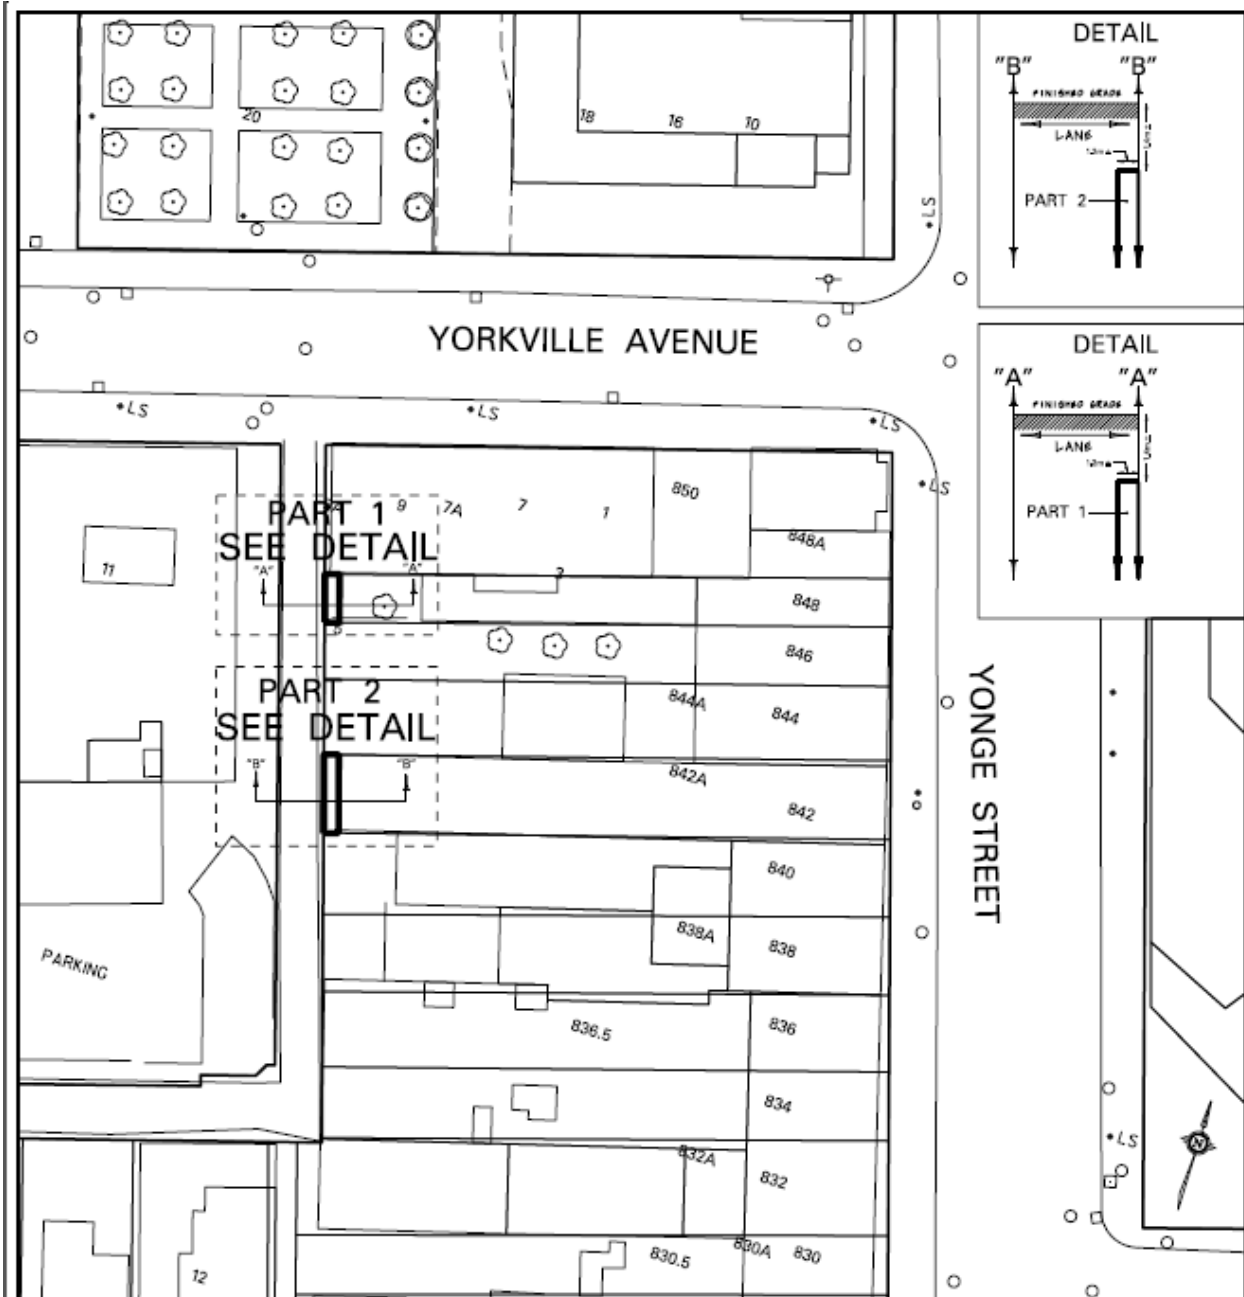 DETAIL
"B" "B"
FINISHED GRADE
LANE
PART 2
DETAIL
"A" "A"
FINISHED GRADE
LANE
PART 1
20
18 16 10
LS
YORKVILLE AVENUE
LS
LS
LS
LS
9 7A 7 1
850
848A
PART 1
SEE DETAIL
"A" "A"
11
3
848
846
PART 2
SEE DETAIL
844A
844
"B" "B"
842A
842
YONGE STREET
840
838A
838
PARKING
836.5
836
834
LS
N
832A
832
12
830.5
830A
830